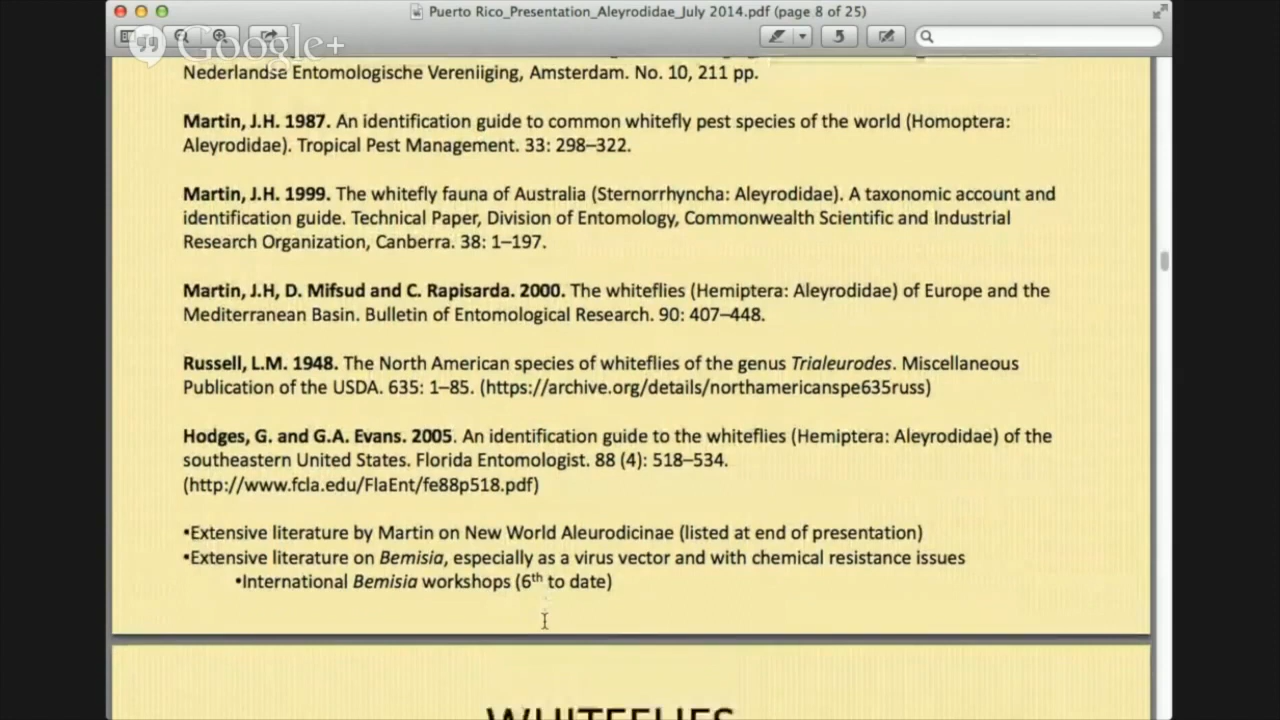 Puerto Rico_Presentation_Aleyrodidae_July 2014.pdf (page 8 of 25)
Google+
Nederlandse Entomologische Vereniiging, Amsterdam. No. 10, 211 pp.
Martin, J.H. 1987. An identification guide to common whitefly pest species of the world (Homoptera:
Aleyrodidae). Tropical Pest Management. 33: 298–322.
Martin, J.H. 1999. The whitefly fauna of Australia (Sternorrhyncha: Aleyrodidae). A taxonomic account and
identification guide. Technical Paper, Division of Entomology, Commonwealth Scientific and Industrial
Research Organization, Canberra. 38: 1–197.
Martin, J.H, D. Mifsud and C. Rapisarda. 2000. The whiteflies (Hemiptera: Aleyrodidae) of Europe and the
Mediterranean Basin. Bulletin of Entomological Research. 90: 407–448.
Russell, L.M. 1948. The North American species of whiteflies of the genus Trialeurodes. Miscellaneous
Publication of the USDA. 635: 1–85. (https://archive.org/details/northamericanspe635russ)
Hodges, G. and G.A. Evans. 2005. An identification guide to the whiteflies (Hemiptera: Aleyrodidae) of the
southeastern United States. Florida Entomologist. 88 (4): 518–534.
(http://www.fcla.edu/FlaEnt/fe88p518.pdf)
•Extensive literature by Martin on New World Aleurodicinae (listed at end of presentation)
•Extensive literature on Bemisia, especially as a virus vector and with chemical resistance issues
•International Bemisia workshops (6th to date)
WHITEFLIES